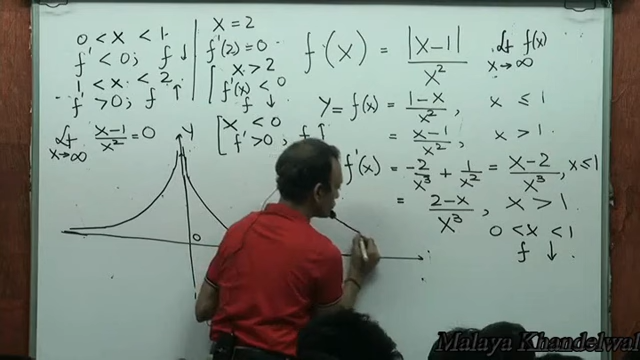 0 < x < 1
f' < 0; f ↓
1 < x < 2
f' > 0; f ↑
Lt x→∞ x-1/x² = 0
x = 2
f'(2) = 0
x > 2
f'(x) < 0
f ↓
x < 0
f' > 0; f ↑
f(x) = |x-1|/x²
Lt f(x) x→∞
y = f(x) = 1-x/x², x ≤ 1
= x-1/x², x > 1
f'(x) = -2/x³ + 1/x² = x-2/x³, x ≤ 1
= 2-x/x³, x > 1
0 < x < 1
f ↓
y
0
Malaya Khandelwal